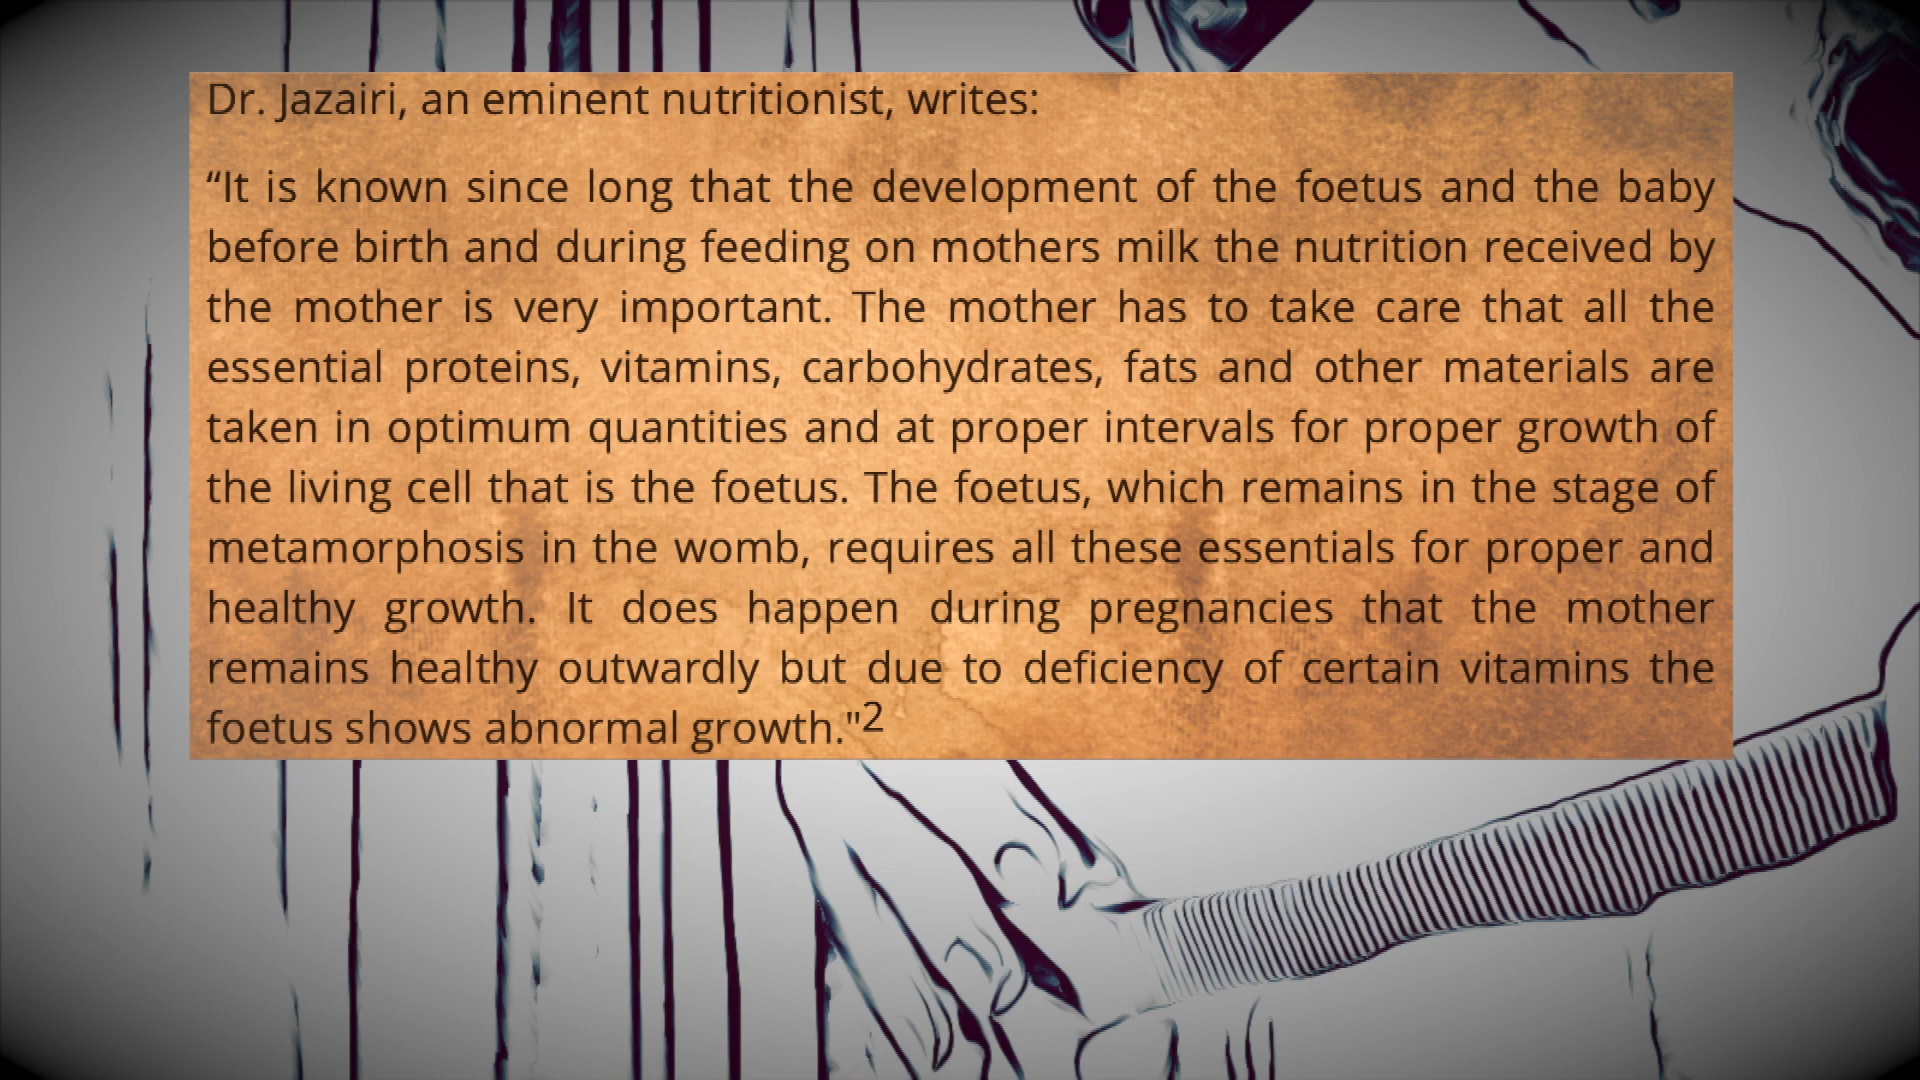 Dr. Jazairi, an eminent nutritionist, writes:
“It is known since long that the development of the foetus and the baby
before birth and during feeding on mothers milk the nutrition received by
the mother is very important. The mother has to take care that all the
essential proteins, vitamins, carbohydrates, fats and other materials are
taken in optimum quantities and at proper intervals for proper growth of
the living cell that is the foetus. The foetus, which remains in the stage of
metamorphosis in the womb, requires all these essentials for proper and
healthy growth. It does happen during pregnancies that the mother
remains healthy outwardly but due to deficiency of certain vitamins the
foetus shows abnormal growth."2